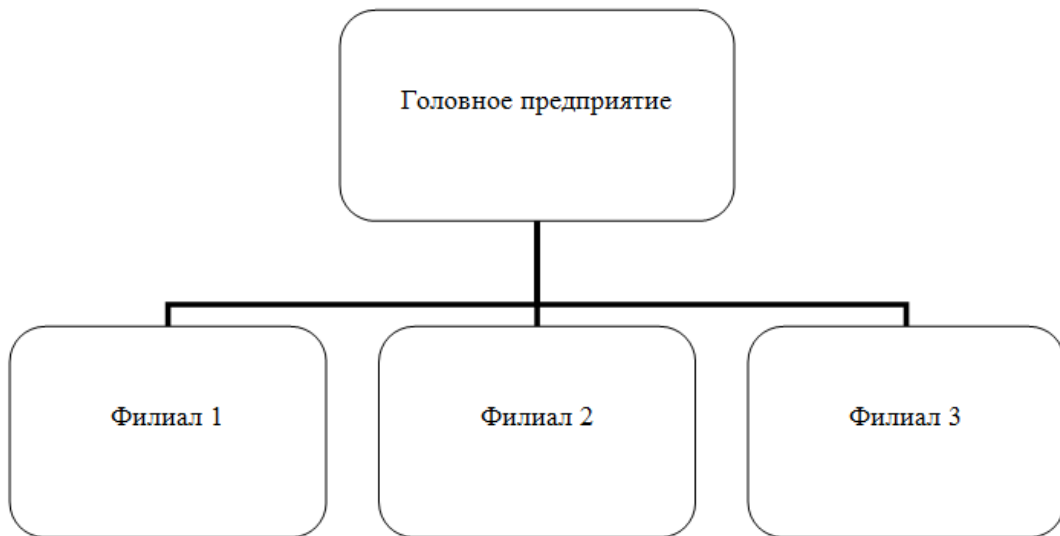 Головное предприятие
Филиал 1
Филиал 2
Филиал 3